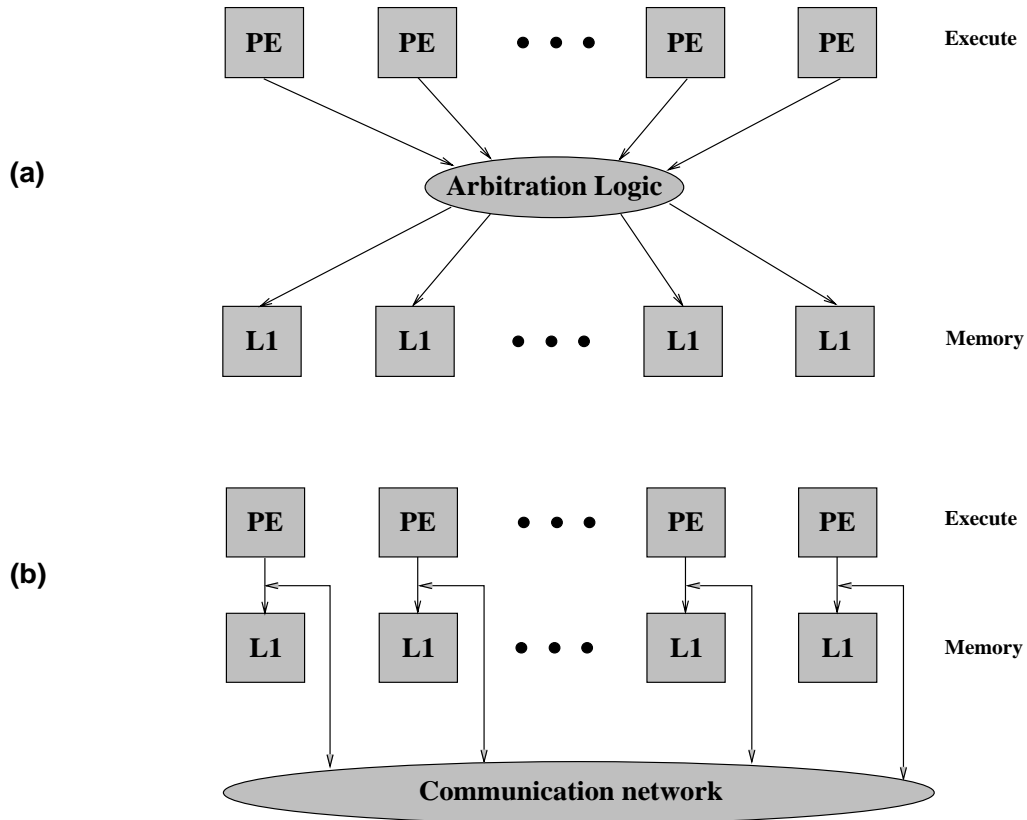 PE PE PE PE Execute
(a)
Arbitration Logic
L1 L1 L1 L1 Memory
PE PE PE PE Execute
(b)
L1 L1 L1 L1 Memory
Communication network